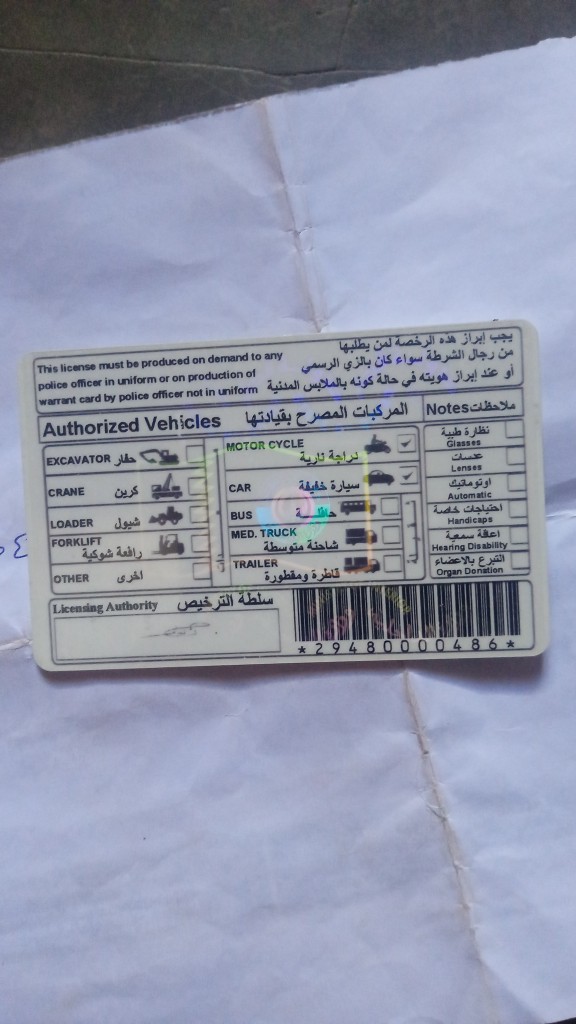 This license must be produced on demand to any
police officer in uniform or on production of
warrant card by police officer not in uniform
يجب إبراز هذه الرخصة لمن يطلبها
من رجال الشرطة سواء كان بالزي الرسمي
أو عند إبراز هويته في حالة كونه بالملابس المدنية
Authorized Vehicles المركبات المصرح بقيادتها
EXCAVATOR حفار
CRANE كرين
LOADER شيول
FORKLIFT
رافعة شوكية
OTHER اخرى
MOTOR CYCLE
دراجة نارية
CAR سيارة خفيفة
BUS
MED. TRUCK
شاحنة متوسطة
TRAILER
قاطرة ومقطورة
Notes ملاحظات
نظارة طبية
Glasses
عدسات
Lenses
اوتوماتيك
Automatic
احتياجات خاصة
Handicaps
اعاقة سمعية
Hearing Disability
التبرع بالاعضاء
Organ Donation
Licensing Authority سلطة الترخيص
*29480000486*